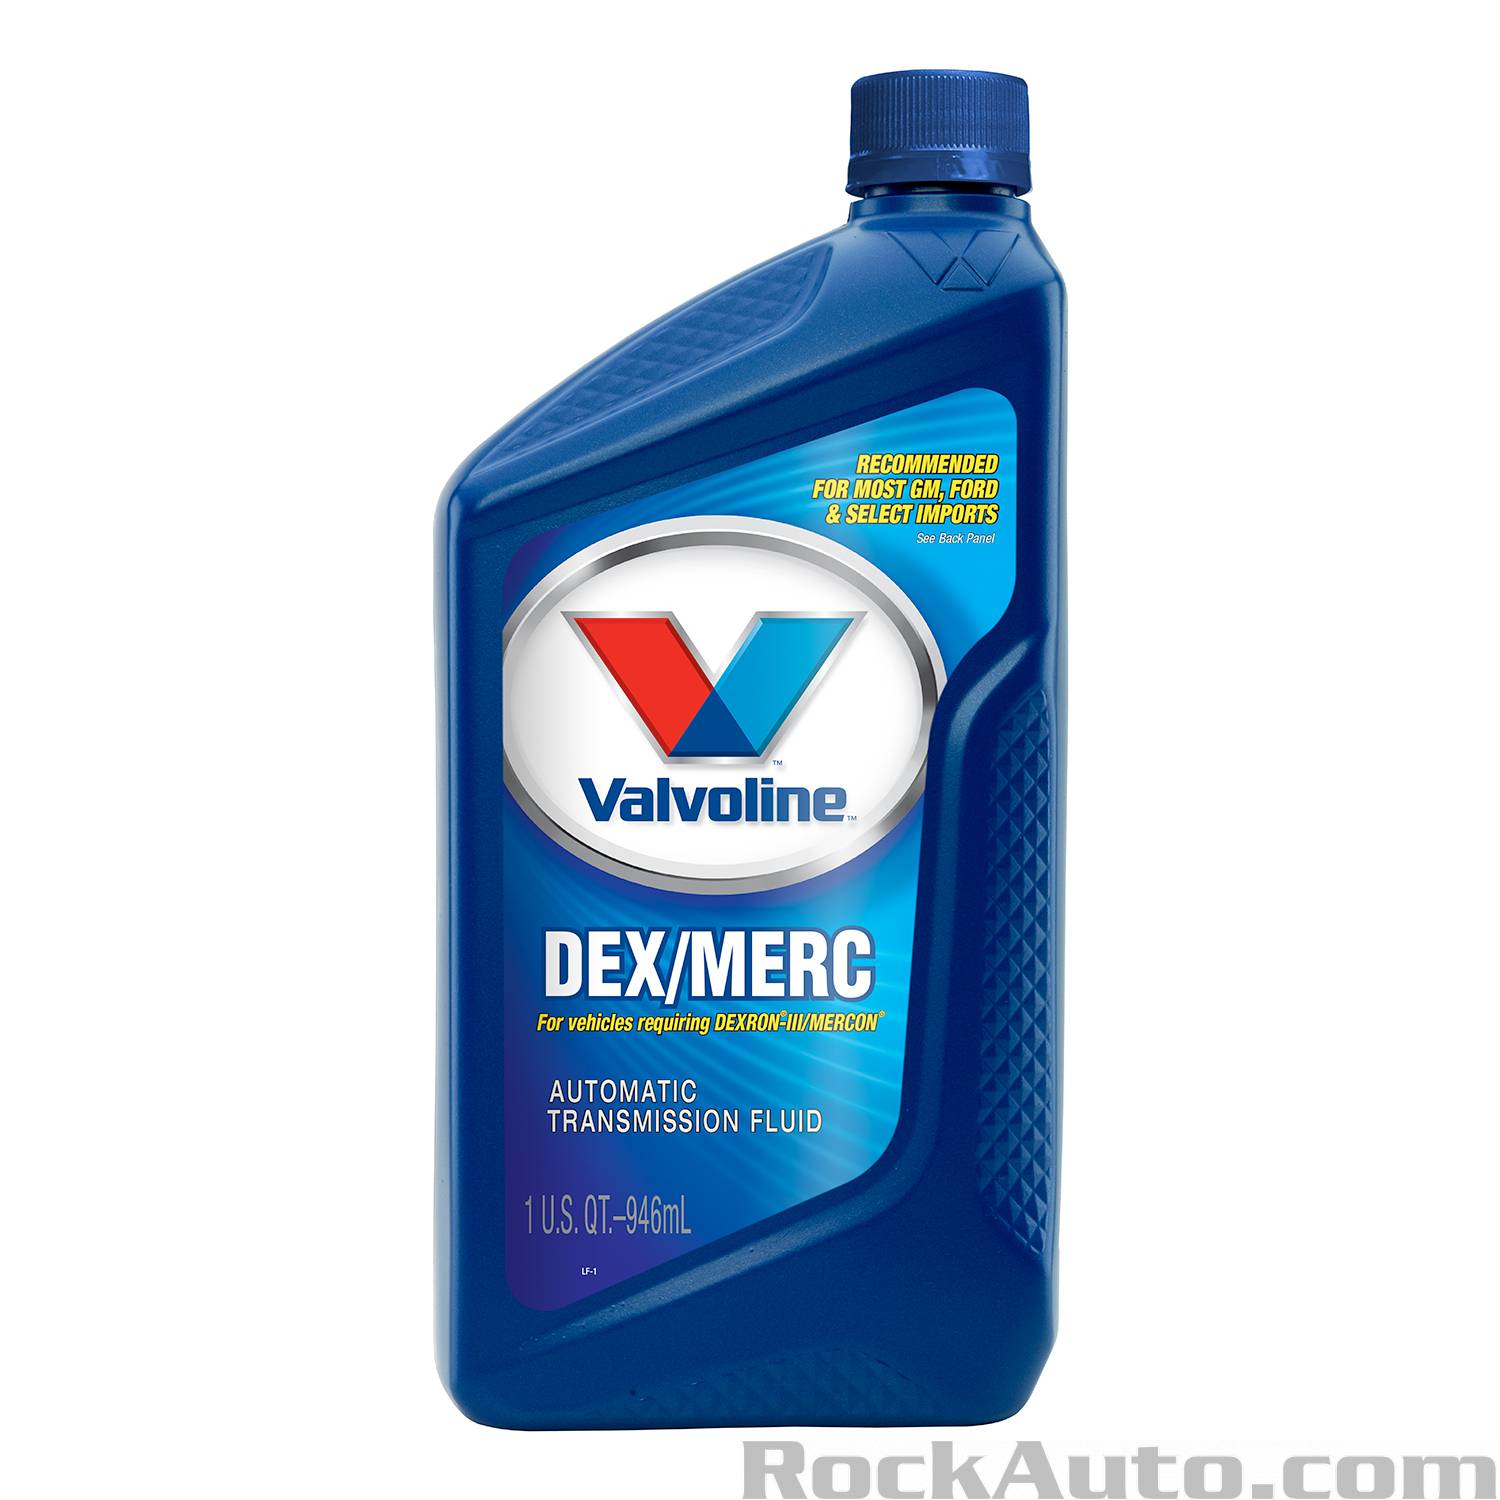 RECOMMENDED
FOR MOST GM, FORD
& SELECT IMPORTS
See Back Panel
Valvoline™
DEX/MERC
For vehicles requiring DEXRON®-III/MERCON®
AUTOMATIC
TRANSMISSION FLUID
1 U.S. QT.–946mL
LF-1
RockAuto.com